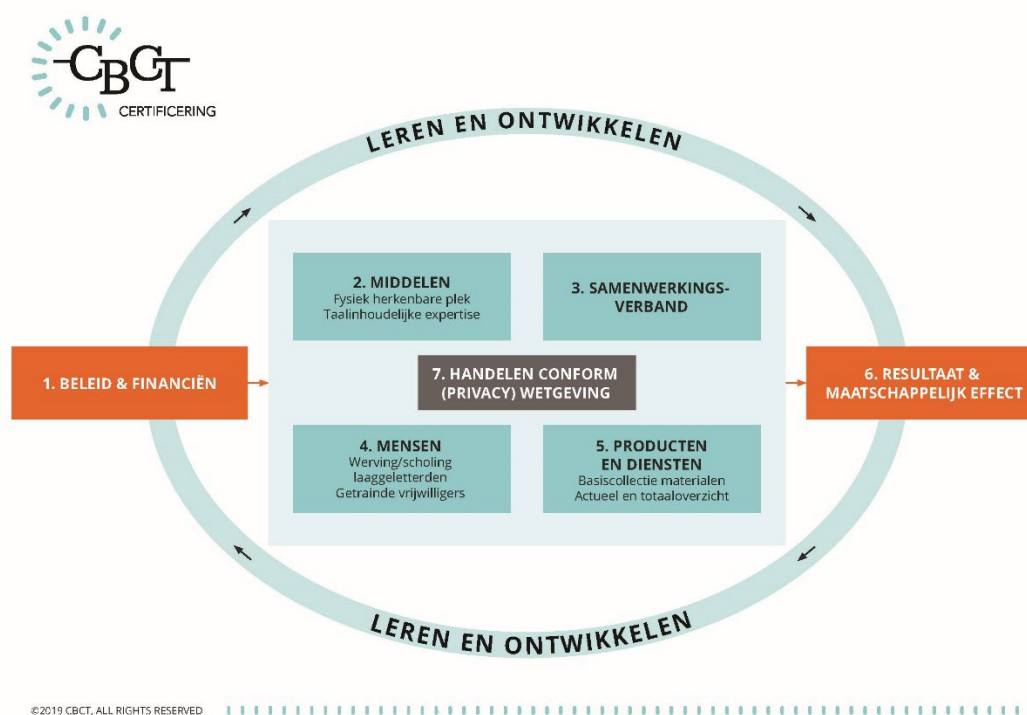 CBCT
CERTIFICERING
LEREN EN ONTWIKKELEN
2. MIDDELEN
Fysiek herkenbare plek
Taalinhoudelijke expertise
3. SAMENWERKINGS-
VERBAND
1. BELEID & FINANCIËN
7. HANDELEN CONFORM
(PRIVACY) WETGEVING
6. RESULTAAT &
MAATSCHAPPELIJK EFFECT
4. MENSEN
Werving/scholing
laaggeletterden
Getrainde vrijwilligers
5. PRODUCTEN
EN DIENSTEN
Basiscollectie materialen
Actueel en totaaloverzicht
LEREN EN ONTWIKKELEN
©2019 CBCT, ALL RIGHTS RESERVED